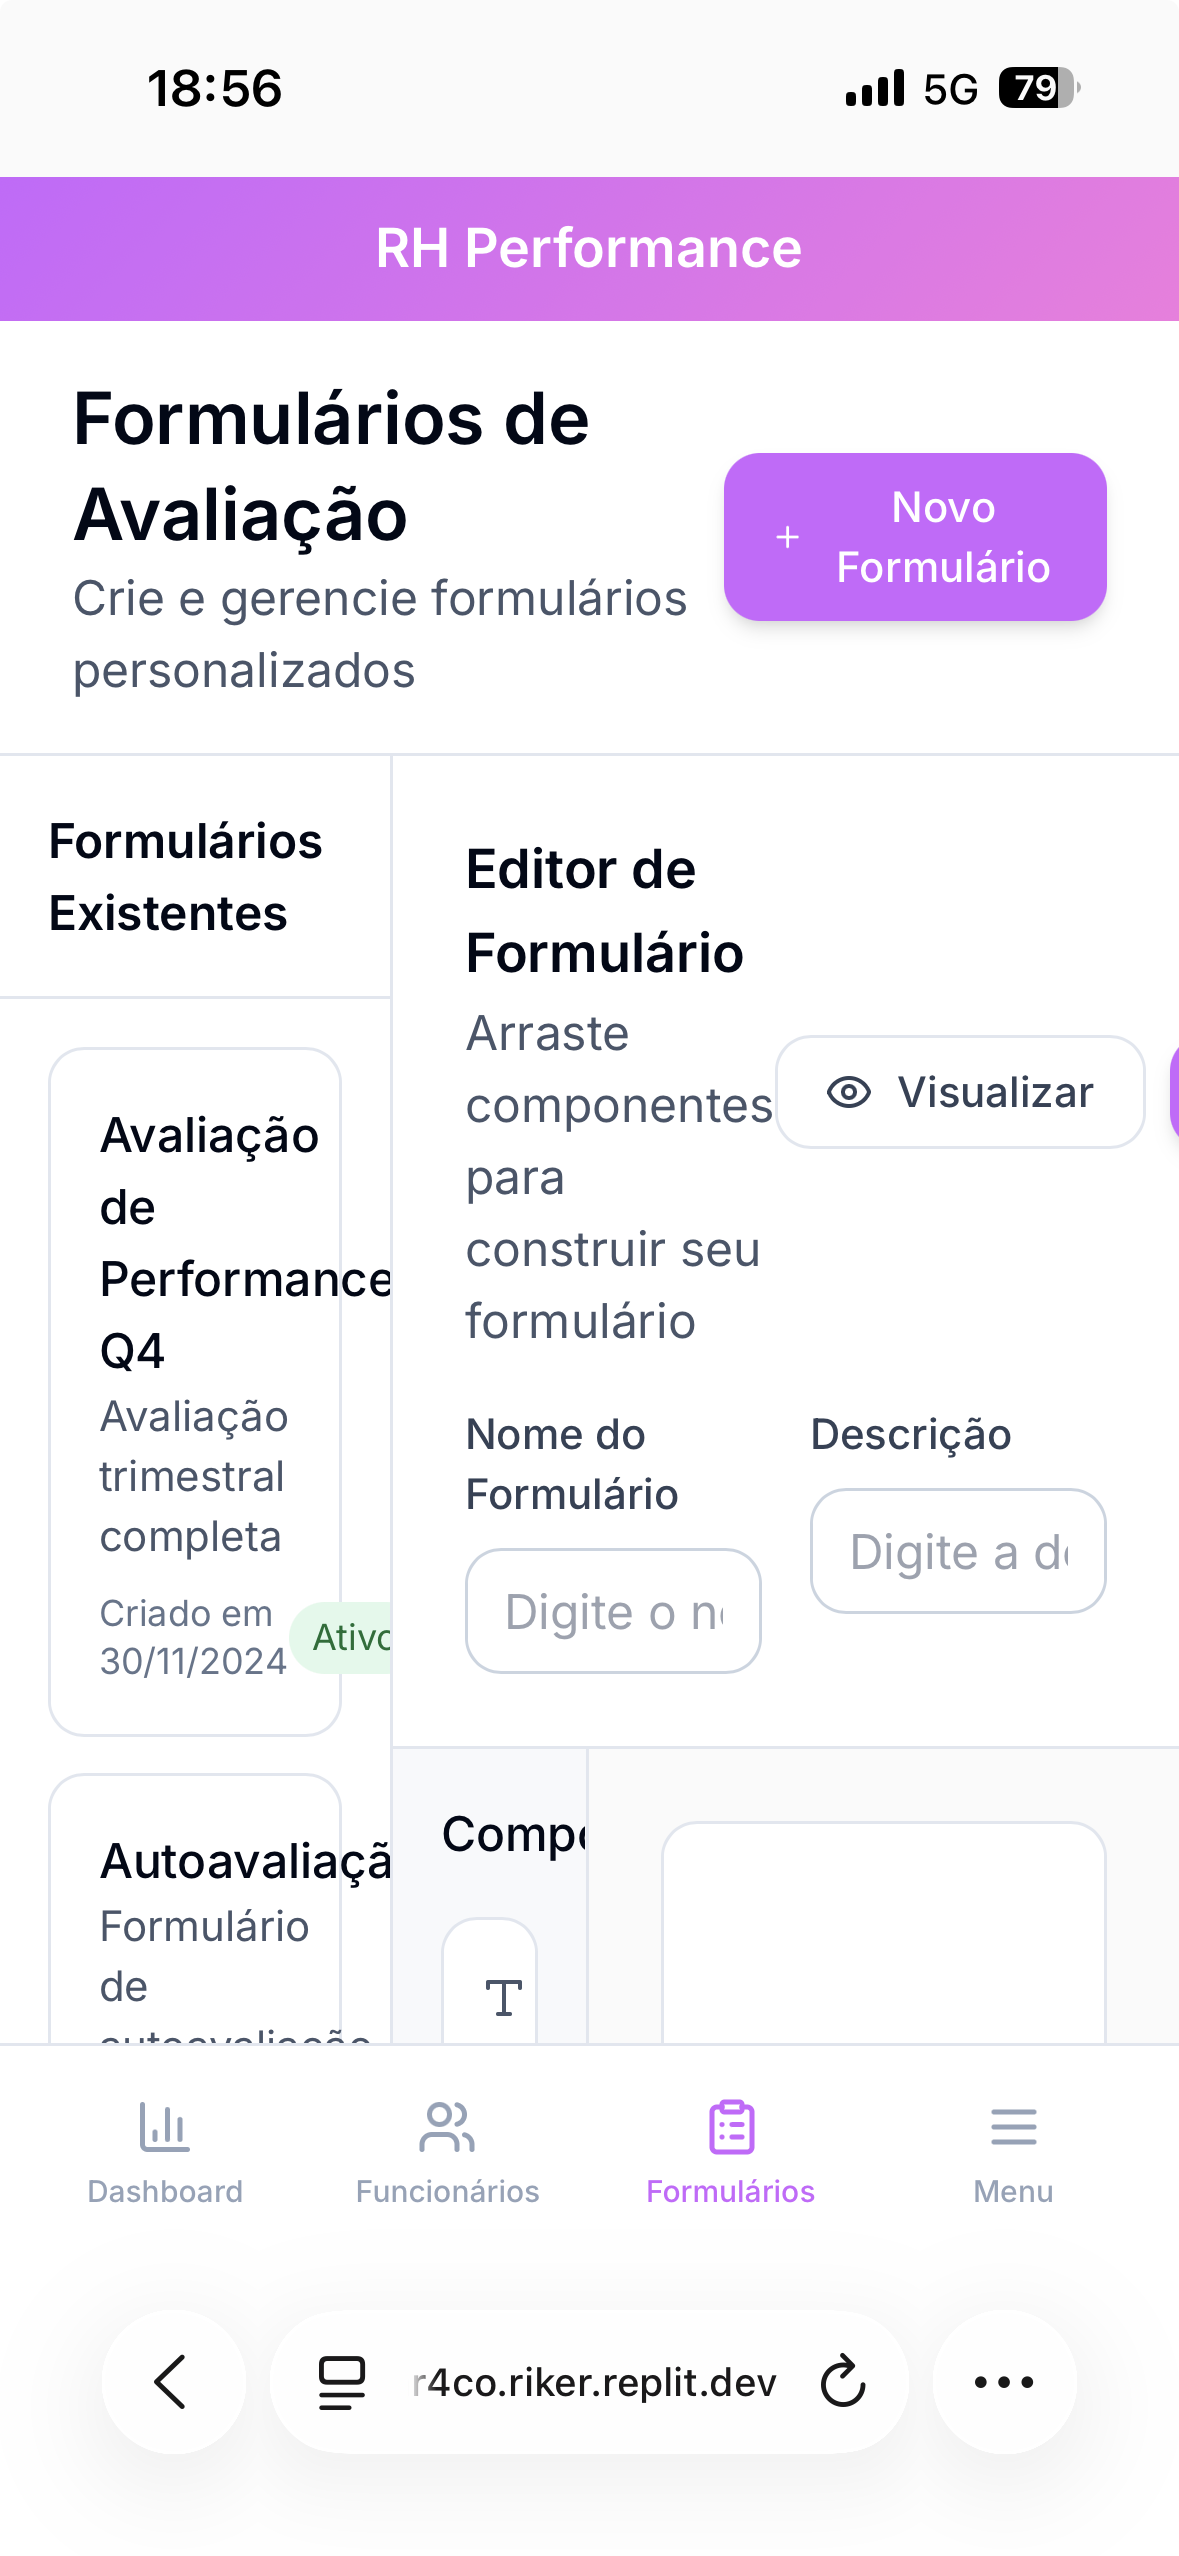 18:56
5G
79
RH Performance
Formulários de
Avaliação
Crie e gerencie formulários
personalizados
Novo
Formulário
Formulários
Existentes
Avaliação
de
Performance
Q4
Avaliação
trimestral
completa
Criado em
30/11/2024
Ativo
Autoavaliaçã
Formulário
de
autoavaliação
Editor de
Formulário
Arraste
componentes
para
construir seu
formulário
Visualizar
Nome do
Formulário
Digite o n
Descrição
Digite a d
Compo
T
Dashboard
Funcionários
Formulários
Menu
r4co.riker.replit.dev